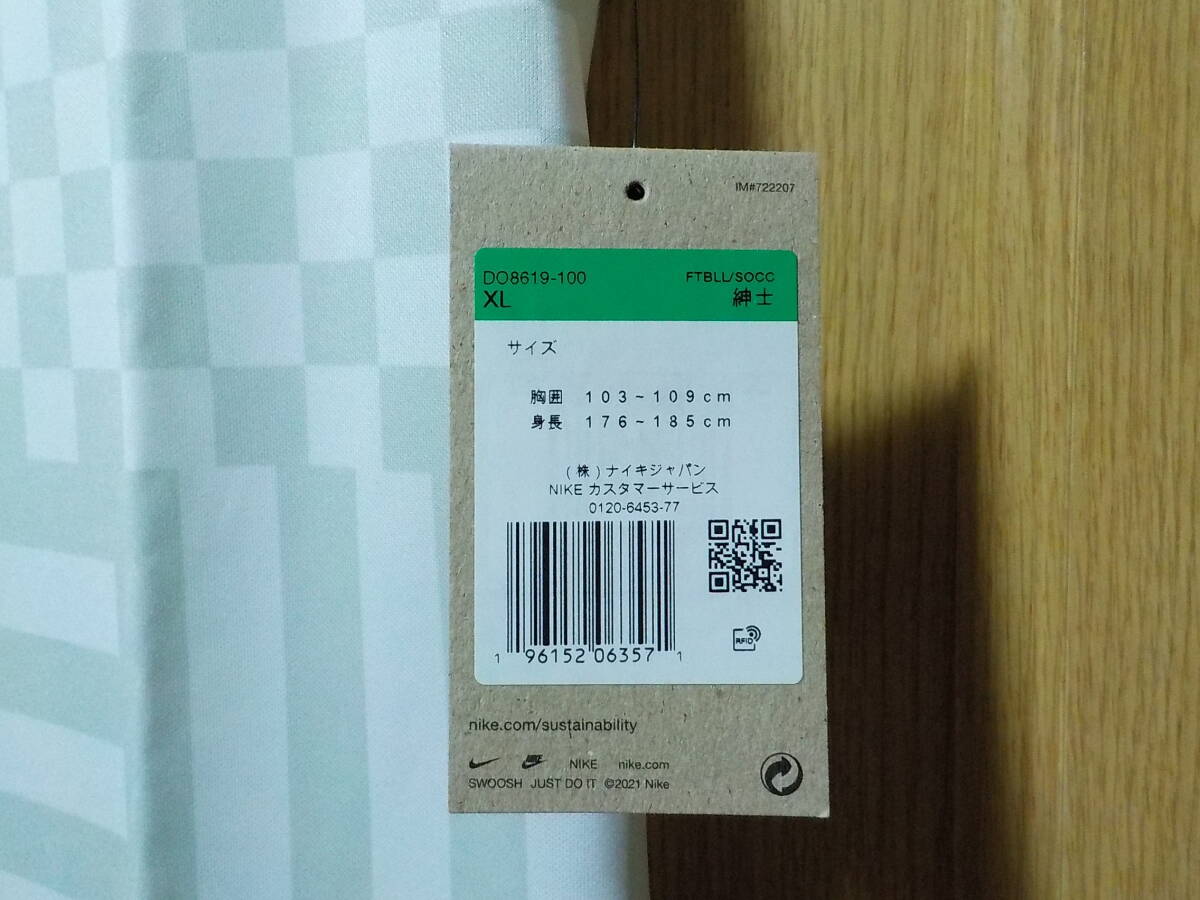 IM#722207
DO8619-100 FTBLL/SOCC
XL 紳士
サイズ
胸囲 103~109cm
身長 176~185cm
(株)ナイキジャパン
NIKE カスタマーサービス
0120-6453-77
1 96152 06357 1
RFID
nike.com/sustainability
NIKE nike.com
SWOOSH JUST DO IT ©2021 Nike